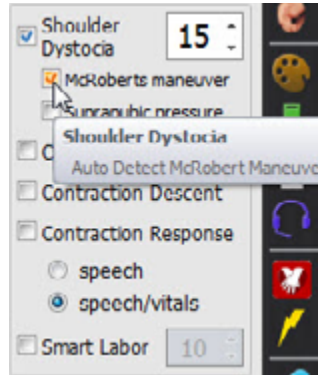 Shoulder
Dystocia
15
McRoberts maneuver
Suprapubic pressure
Shoulder Dystocia
Auto Detect McRobert Maneuve
C
Contraction Descent
Contraction Response
speech
speech/vitals
Smart Labor
10